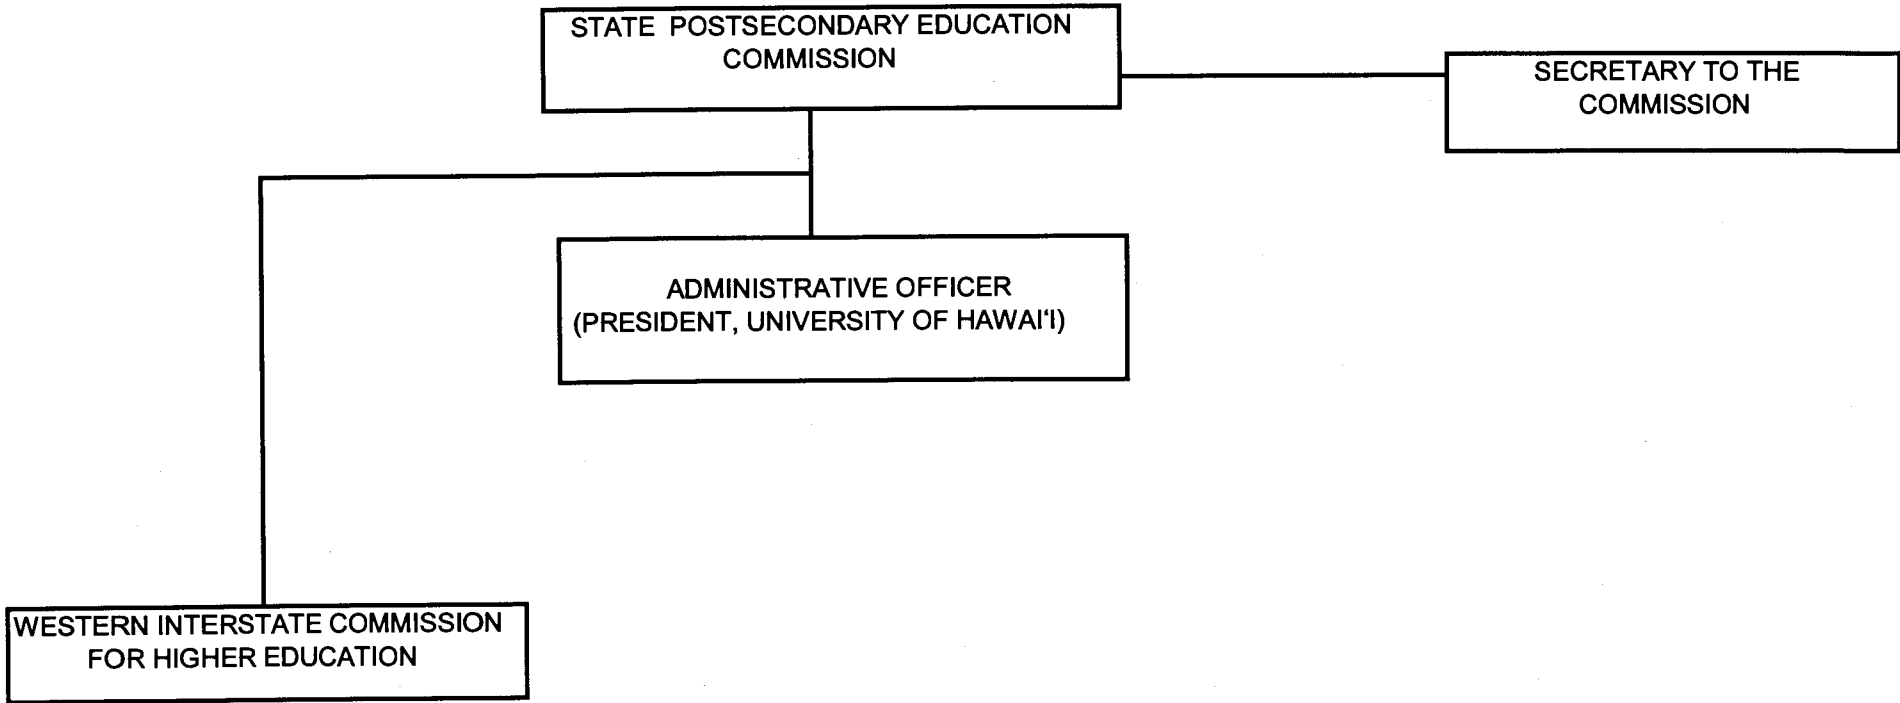 STATE POSTSECONDARY EDUCATION
COMMISSION
SECRETARY TO THE
COMMISSION
ADMINISTRATIVE OFFICER
(PRESIDENT, UNIVERSITY OF HAWAI'I)
WESTERN INTERSTATE COMMISSION
FOR HIGHER EDUCATION